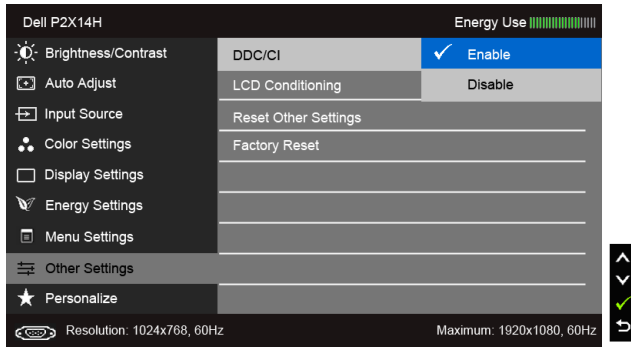 Dell P2X14H
Energy Use
Brightness/Contrast
DDC/CI
Enable
Auto Adjust
LCD Conditioning
Disable
Input Source
Reset Other Settings
Color Settings
Factory Reset
Display Settings
Energy Settings
Menu Settings
Other Settings
Personalize
Resolution: 1024x768, 60Hz
Maximum: 1920x1080, 60Hz